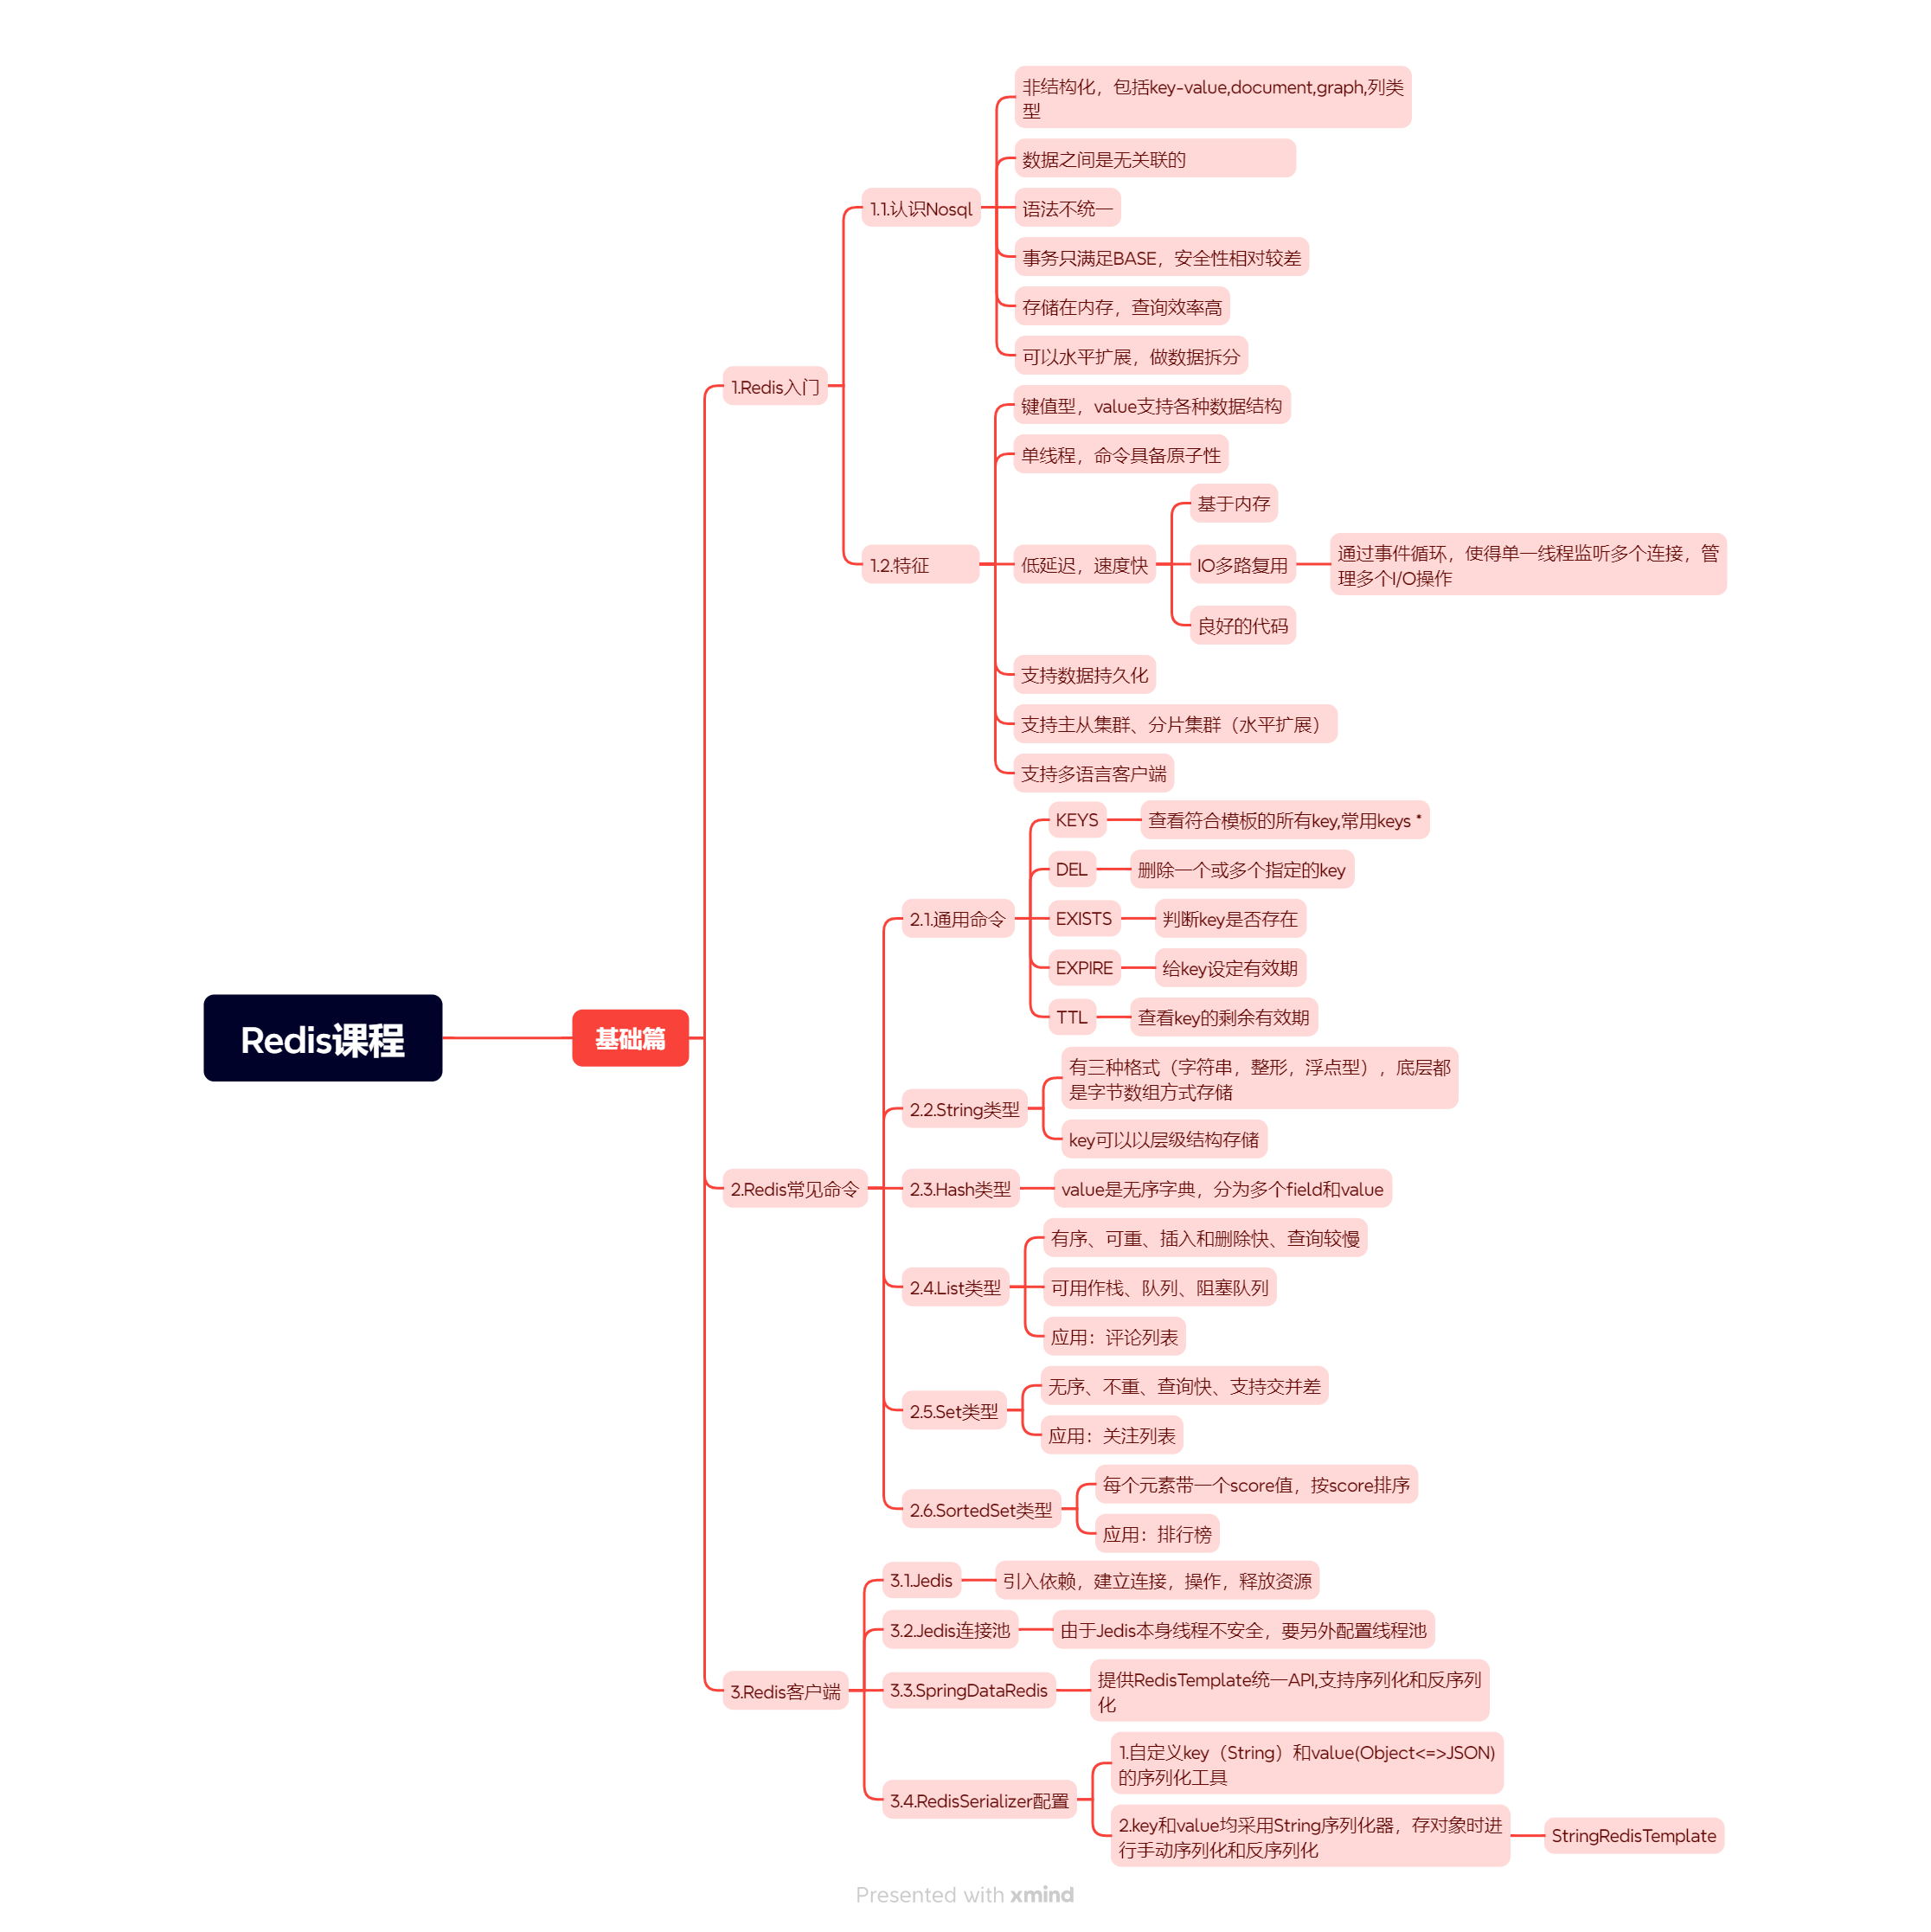 Redis课程
基础篇
1.Redis入门
1.1.认识Nosql
非结构化，包括key-value,document,graph,列类
型
数据之间是无关联的
语法不统一
事务只满足BASE，安全性相对较差
存储在内存，查询效率高
可以水平扩展，做数据拆分
1.2.特征
键值型，value支持各种数据结构
单线程，命令具备原子性
低延迟，速度快
基于内存
IO多路复用
通过事件循环，使得单一线程监听多个连接，管
理多个I/O操作
良好的代码
支持数据持久化
支持主从集群、分片集群（水平扩展）
支持多语言客户端
2.Redis常见命令
2.1.通用命令
KEYS
查看符合模板的所有key,常用keys *
DEL
删除一个或多个指定的key
EXISTS
判断key是否存在
EXPIRE
给key设定有效期
TTL
查看key的剩余有效期
2.2.String类型
有三种格式（字符串，整形，浮点型），底层都
是字节数组方式存储
key可以以层级结构存储
2.3.Hash类型
value是无序字典，分为多个field和value
2.4.List类型
有序、可重、插入和删除快、查询较慢
可用作栈、队列、阻塞队列
应用：评论列表
2.5.Set类型
无序、不重、查询快、支持交并差
应用：关注列表
2.6.SortedSet类型
每个元素带一个score值，按score排序
应用：排行榜
3.Redis客户端
3.1.Jedis
引入依赖，建立连接，操作，释放资源
3.2.Jedis连接池
由于Jedis本身线程不安全，要另外配置线程池
3.3.SpringDataRedis
提供RedisTemplate统一API,支持序列化和反序列
化
3.4.RedisSerializer配置
1.自定义key（String）和value(Object<=>JSON)
的序列化工具
2.key和value均采用String序列化器，存对象时进
行手动序列化和反序列化
StringRedisTemplate
Presented with xmind